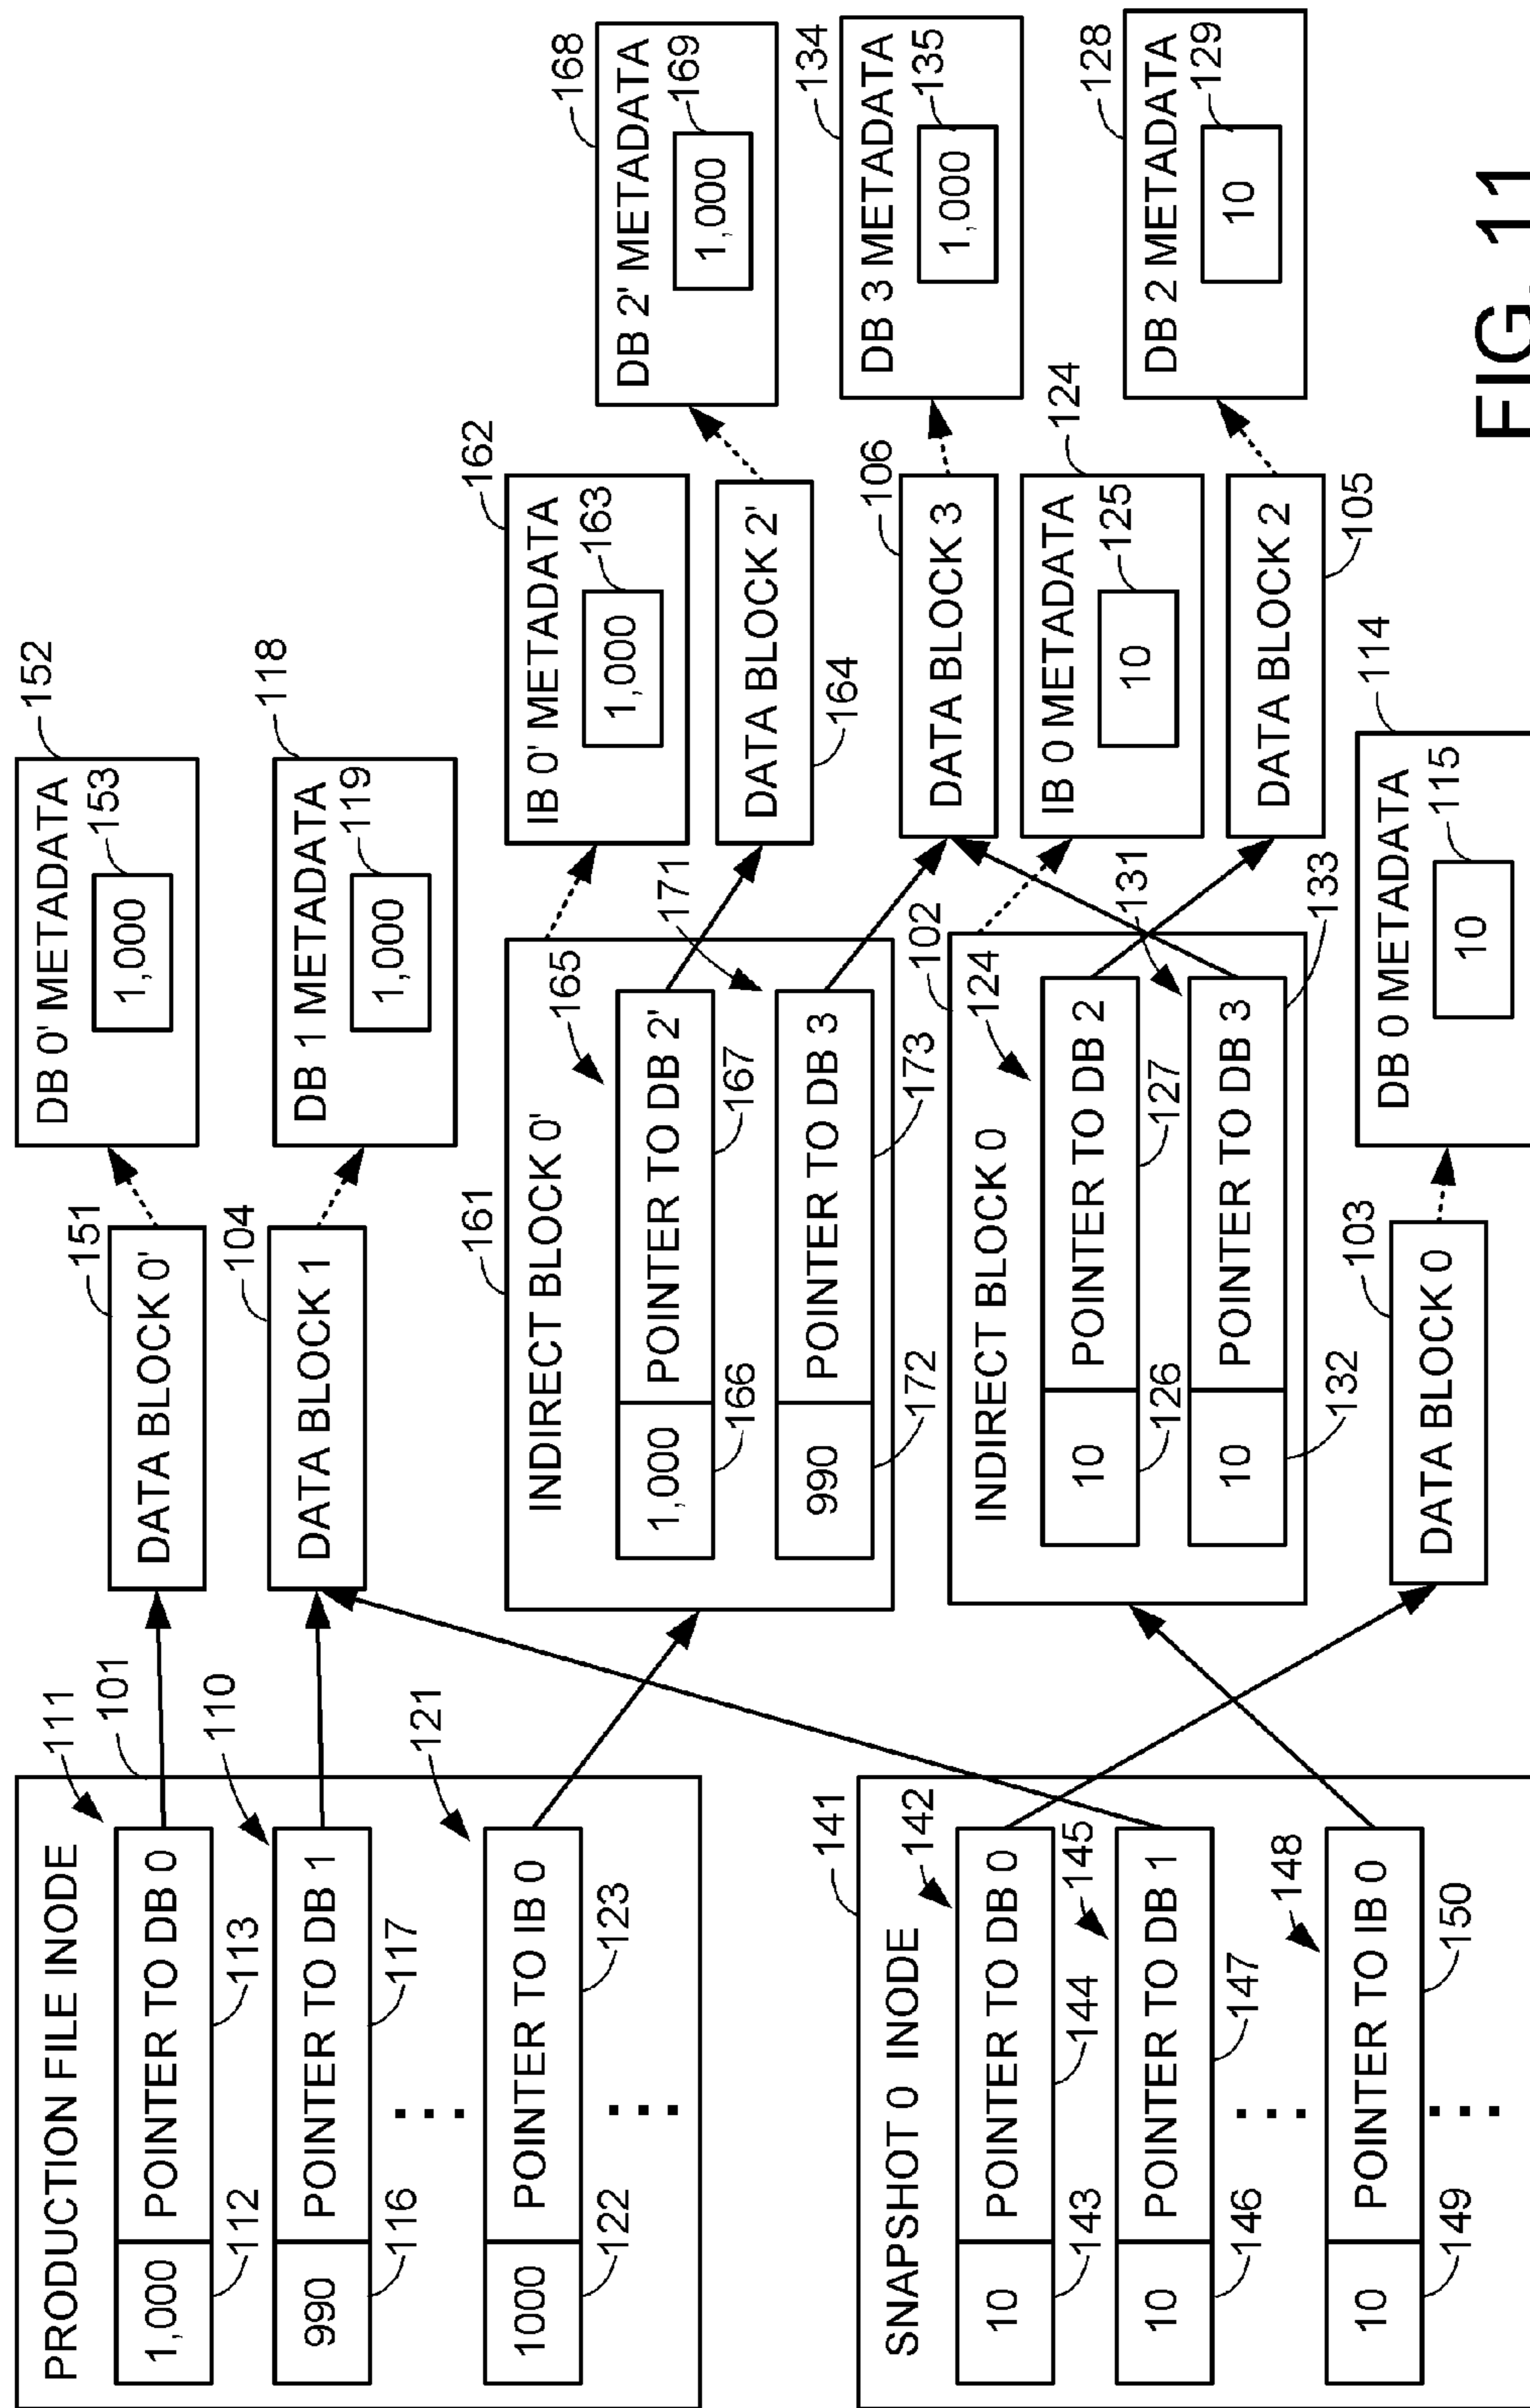 PRODUCTION FILE INODE
111
101
1,000
POINTER TO DB 0
112
113
110
990
POINTER TO DB 1
116
117
121
1000
POINTER TO IB 0
122
123
SNAPSHOT 0 INODE
141
142
10
POINTER TO DB 0
143
144
145
10
POINTER TO DB 1
146
147
148
10
POINTER TO IB 0
149
150
151
DATA BLOCK 0'
104
DATA BLOCK 1
152
DB 0' METADATA
153
1,000
118
DB 1 METADATA
119
1,000
161
INDIRECT BLOCK 0'
165
1,000
POINTER TO DB 2'
166
167
171
990
POINTER TO DB 3
172
173
102
INDIRECT BLOCK 0
124
10
POINTER TO DB 2
126
127
131
10
POINTER TO DB 3
132
133
103
DATA BLOCK 0
162
IB 0' METADATA
163
1,000
DATA BLOCK 2'
164
106
DATA BLOCK 3
124
IB 0 METADATA
125
10
DATA BLOCK 2
105
114
DB 0 METADATA
115
10
168
DB 2' METADATA
169
1,000
134
DB 3 METADATA
135
1,000
128
DB 2 METADATA
129
10
FIG. 11